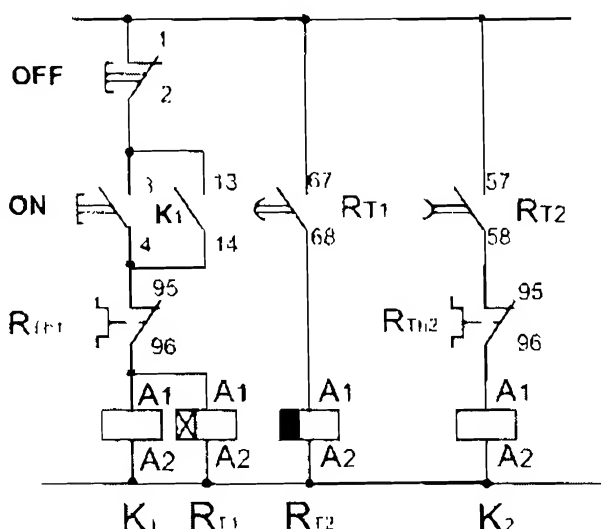 1
OFF
2
3 13 67 57
ON K1 RT1 RT2
4 14 68 58
95 95
RTh1 RTh2
96 96
A1 A1 A1 A1
A2 A2 A2 A2
K1 RT1 RT2 K2